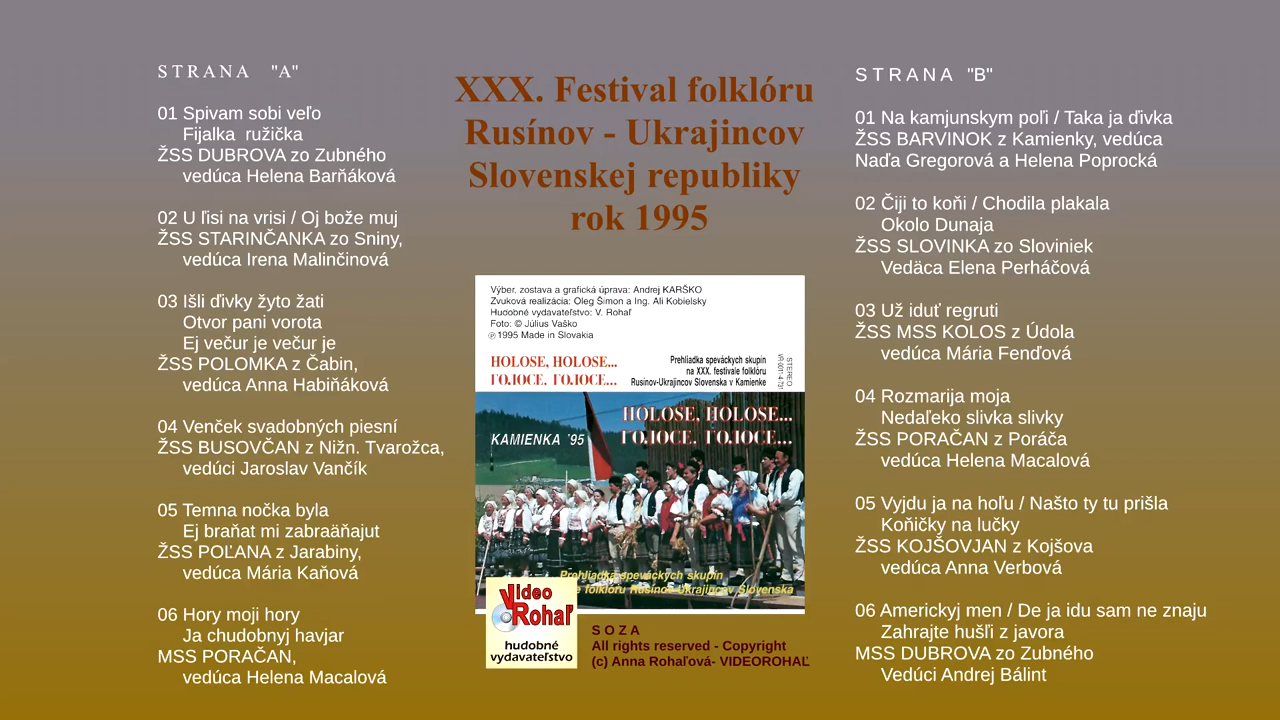 STRANA "A"
01 Spivam sobi veľo
Fijalka ružička
ŽSS DUBROVA zo Zubného
vedúca Helena Barňáková
02 U ľisi na vrisi / Oj bože muj
ŽSS STARINČANKA zo Sniny,
vedúca Irena Malinčinová
03 Išli ďivky žyto žati
Otvor pani vorota
Ej večur je večur je
ŽSS POLOMKA z Čabin,
vedúca Anna Habiňáková
04 Venček svadobných piesní
ŽSS BUSOVČAN z Nižn. Tvarožca,
vedúci Jaroslav Vančík
05 Temna nočka byla
Ej braňat mi zabraäňajut
ŽSS POĽANA z Jarabiny,
vedúca Mária Kaňová
06 Hory moji hory
Ja chudobnyj havjar
MSS PORAČAN,
vedúca Helena Macalová
XXX. Festival folklóru
Rusínov - Ukrajincov
Slovenskej republiky
rok 1995
Výber, zostava a grafická úprava: Andrej KARŠKO
Zvuková realizácia: Oleg Šimon a Ing. Ali Kobielsky
Hudobné vydavateľstvo: V. Rohaľ
Foto: © Július Vaško
℗ 1995 Made in Slovakia
HOLOSE, HOLOSE...
ГОЛОСЕ, ГОЛОСЕ...
Prehliadka speváckych skupín
na XXX. festivale folklóru
Rusínov-Ukrajincov Slovenska v Kamienke
STEREO
HOLOSE, HOLOSE...
ГОЛОСЕ, ГОЛОСЕ...
KAMIENKA '95
Prehliadka speváckych skupín
folklóru Rusínov-Ukrajincov Slovenska
Video
Rohaľ
hudobné
vydavateľstvo
SOZA
All rights reserved - Copyright
(c) Anna Rohaľová- VIDEOROHAĽ
STRANA "B"
01 Na kamjunskym poľi / Taka ja ďivka
ŽSS BARVINOK z Kamienky, vedúca
Naďa Gregorová a Helena Poprocká
02 Čiji to koňi / Chodila plakala
Okolo Dunaja
ŽSS SLOVINKA zo Sloviniek
Vedäca Elena Perháčová
03 Už iduť regruti
ŽSS MSS KOLOS z Údola
vedúca Mária Fenďová
04 Rozmarija moja
Nedaľeko slivka slivky
ŽSS PORAČAN z Poráča
vedúca Helena Macalová
05 Vyjdu ja na hoľu / Našto ty tu prišla
Koňičky na lučky
ŽSS KOJŠOVJAN z Kojšova
vedúca Anna Verbová
06 Americkyj men / De ja idu sam ne znaju
Zahrajte hušľi z javora
MSS DUBROVA zo Zubného
Vedúci Andrej Bálint